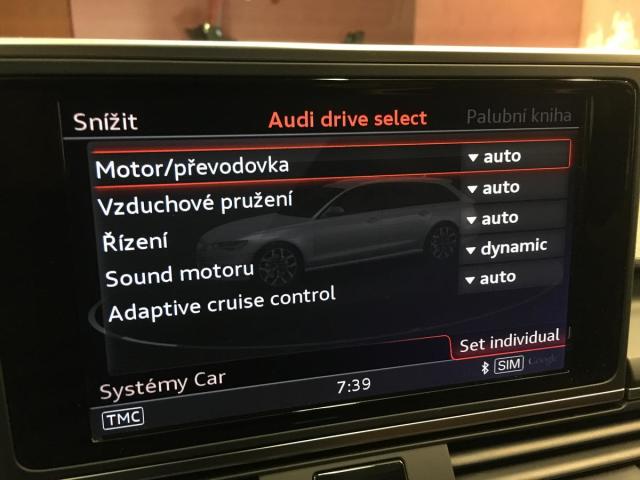 Snížit Audi drive select Palubní kniha
Motor/převodovka auto
Vzduchové pružení auto
Řízení auto
Sound motoru dynamic
Adaptive cruise control auto
Set individual
Systémy Car 7:39 SIM Google
TMC